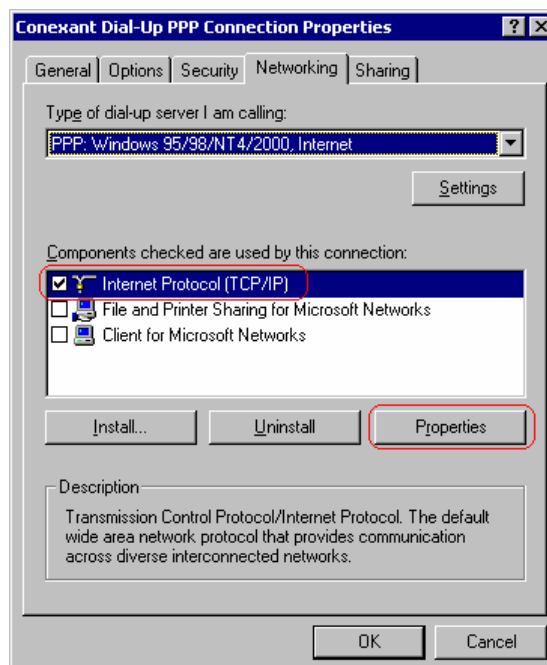 Conexant Dial-Up PPP Connection Properties
General Options Security Networking Sharing
Type of dial-up server I am calling:
PPP: Windows 95/98/NT4/2000, Internet
Settings
Components checked are used by this connection:
Internet Protocol (TCP/IP)
File and Printer Sharing for Microsoft Networks
Client for Microsoft Networks
Install... Uninstall Properties
Description
Transmission Control Protocol/Internet Protocol. The default
wide area network protocol that provides communication
across diverse interconnected networks.
OK Cancel